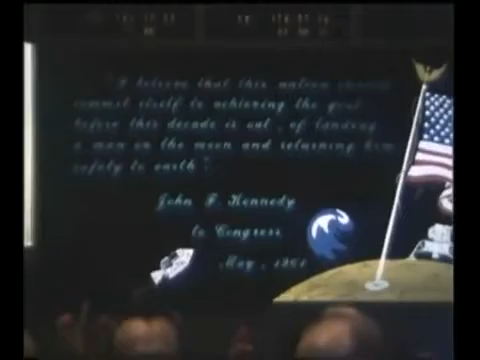 "I believe that this nation should
commit itself to achieving the goal,
before this decade is out, of landing
a man on the moon and returning him
safely to earth".
John F. Kennedy
to Congress
May, 1961